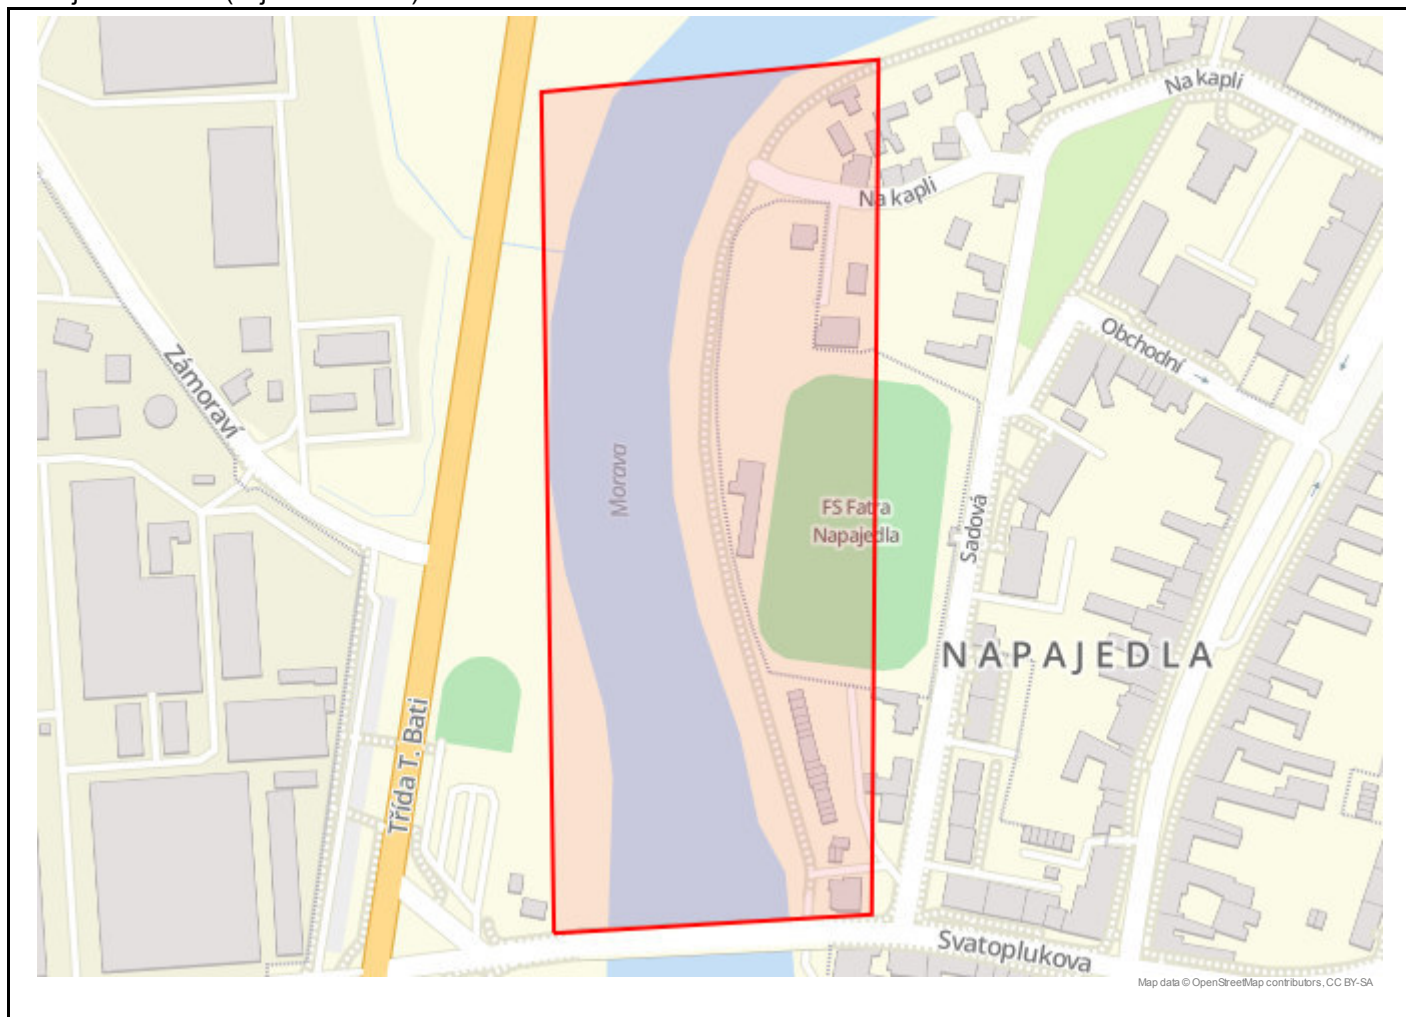 Na kapli
Na kapli
Obchodní
Zámoraví
Morava
FS Fatra
Napajedla
Sadová
NAPAJEDLA
Třída T. Bati
Svatoplukova
Map data © OpenStreetMap contributors, CC BY-SA